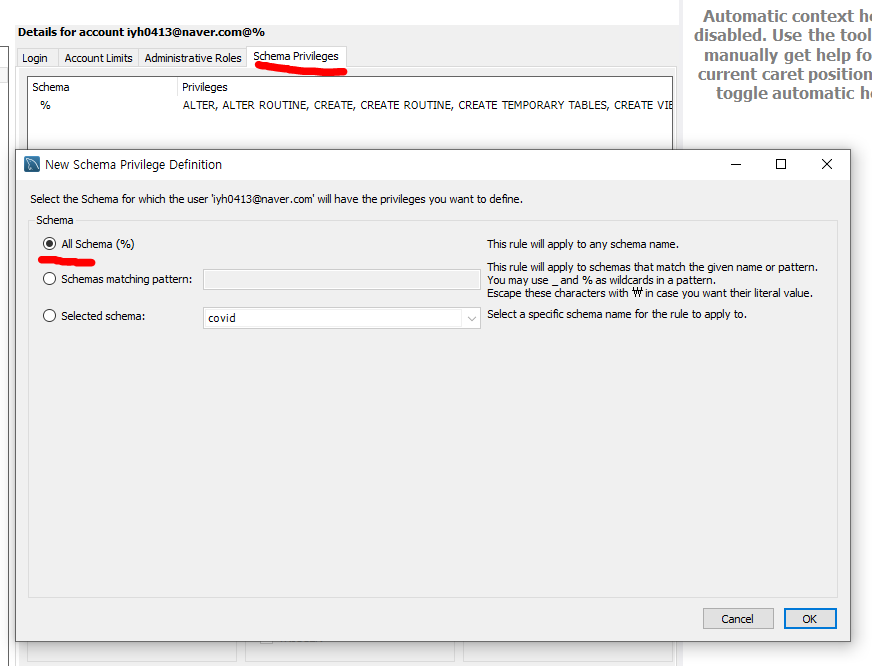 Details for account iyh0413@naver.com@%
Login Account Limits Administrative Roles Schema Privileges
Schema Privileges
% ALTER, ALTER ROUTINE, CREATE, CREATE ROUTINE, CREATE TEMPORARY TABLES, CREATE VIE
Automatic context he
disabled. Use the tool
manually get help fo
current caret position
toggle automatic he
New Schema Privilege Definition
Select the Schema for which the user 'iyh0413@naver.com' will have the privileges you want to define.
Schema
All Schema (%) This rule will apply to any schema name.
Schemas matching pattern: This rule will apply to schemas that match the given name or pattern.
You may use _ and % as wildcards in a pattern.
Escape these characters with ₩ in case you want their literal value.
Selected schema: covid Select a specific schema name for the rule to apply to.
Cancel OK